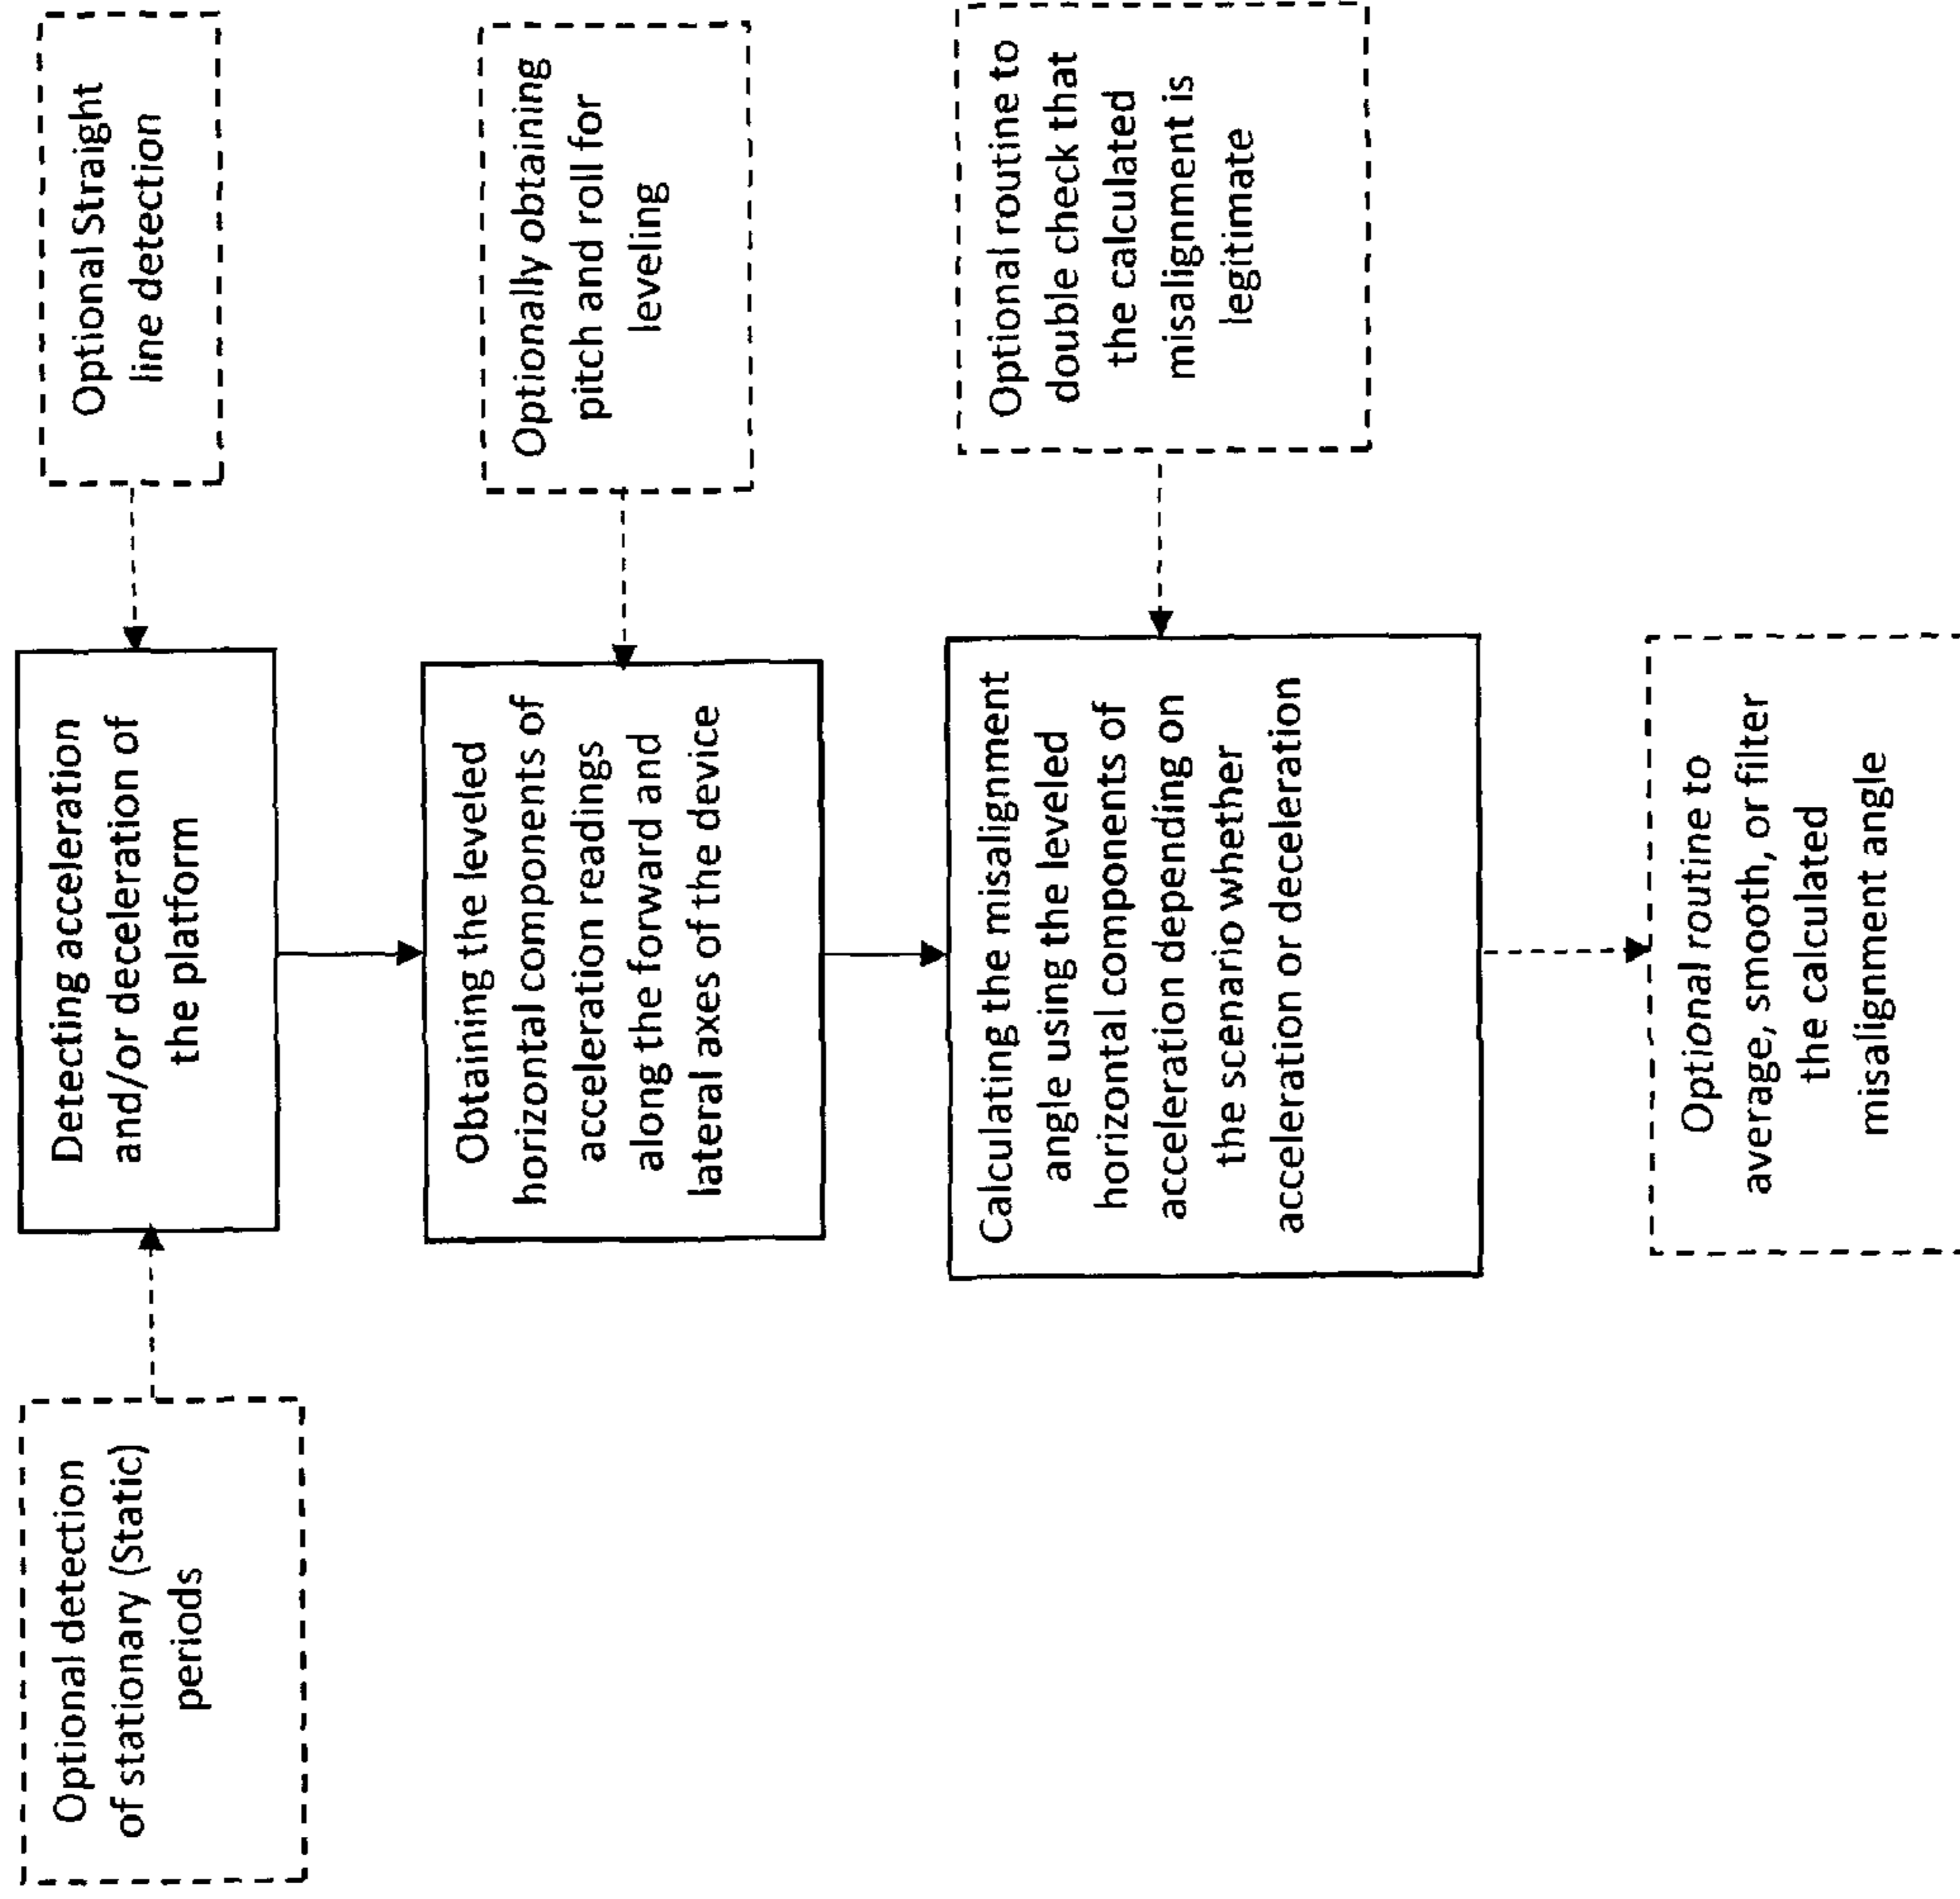 Optional detection
of stationary (Static)
periods
Detecting acceleration
and/or deceleration of
the platform
Optional Straight
line detection
Obtaining the leveled
horizontal components of
acceleration readings
along the forward and
lateral axes of the device
Optionally obtaining
pitch and roll for
leveling
Calculating the misalignment
angle using the leveled
horizontal components of
acceleration depending on
the scenario whether
acceleration or deceleration
Optional routine to
double check that
the calculated
misalignment is
legitimate
Optional routine to
average, smooth, or filter
the calculated
misalignment angle